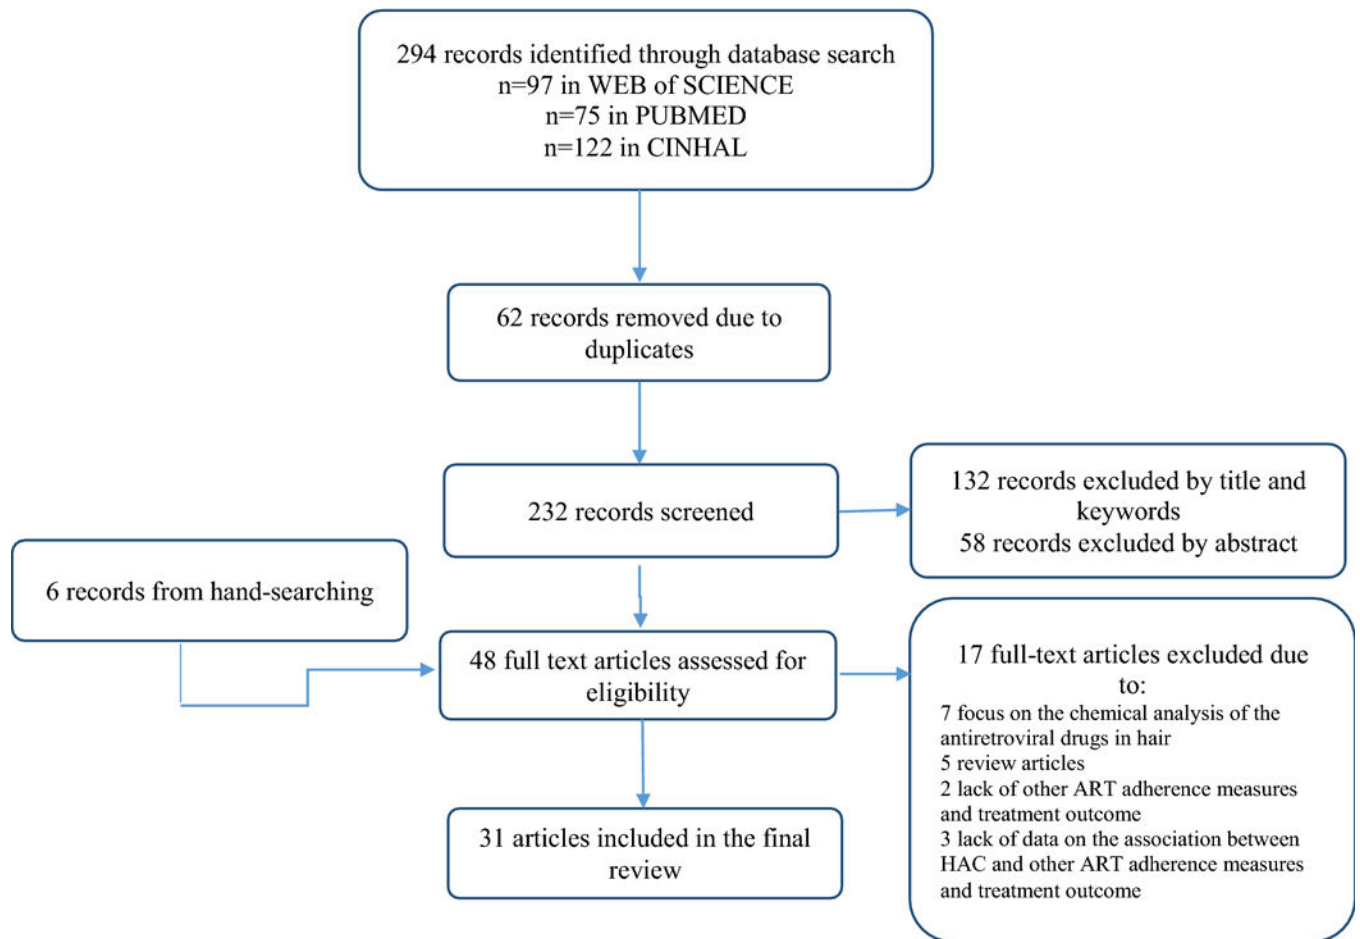 294 records identified through database search
n=97 in WEB of SCIENCE
n=75 in PUBMED
n=122 in CINHAL
62 records removed due to
duplicates
232 records screened
132 records excluded by title and
keywords
58 records excluded by abstract
6 records from hand-searching
48 full text articles assessed for
eligibility
17 full-text articles excluded due
to:
7 focus on the chemical analysis of the
antiretroviral drugs in hair
5 review articles
2 lack of other ART adherence measures
and treatment outcome
3 lack of data on the association between
HAC and other ART adherence measures
and treatment outcome
31 articles included in the final
review